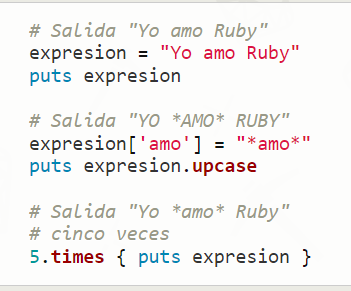 # Salida "Yo amo Ruby"
expresion = "Yo amo Ruby"
puts expresion
# Salida "YO *AMO* RUBY"
expresion['amo'] = "*amo*"
puts expresion.upcase
# Salida "Yo *amo* Ruby"
# cinco veces
5.times { puts expresion }